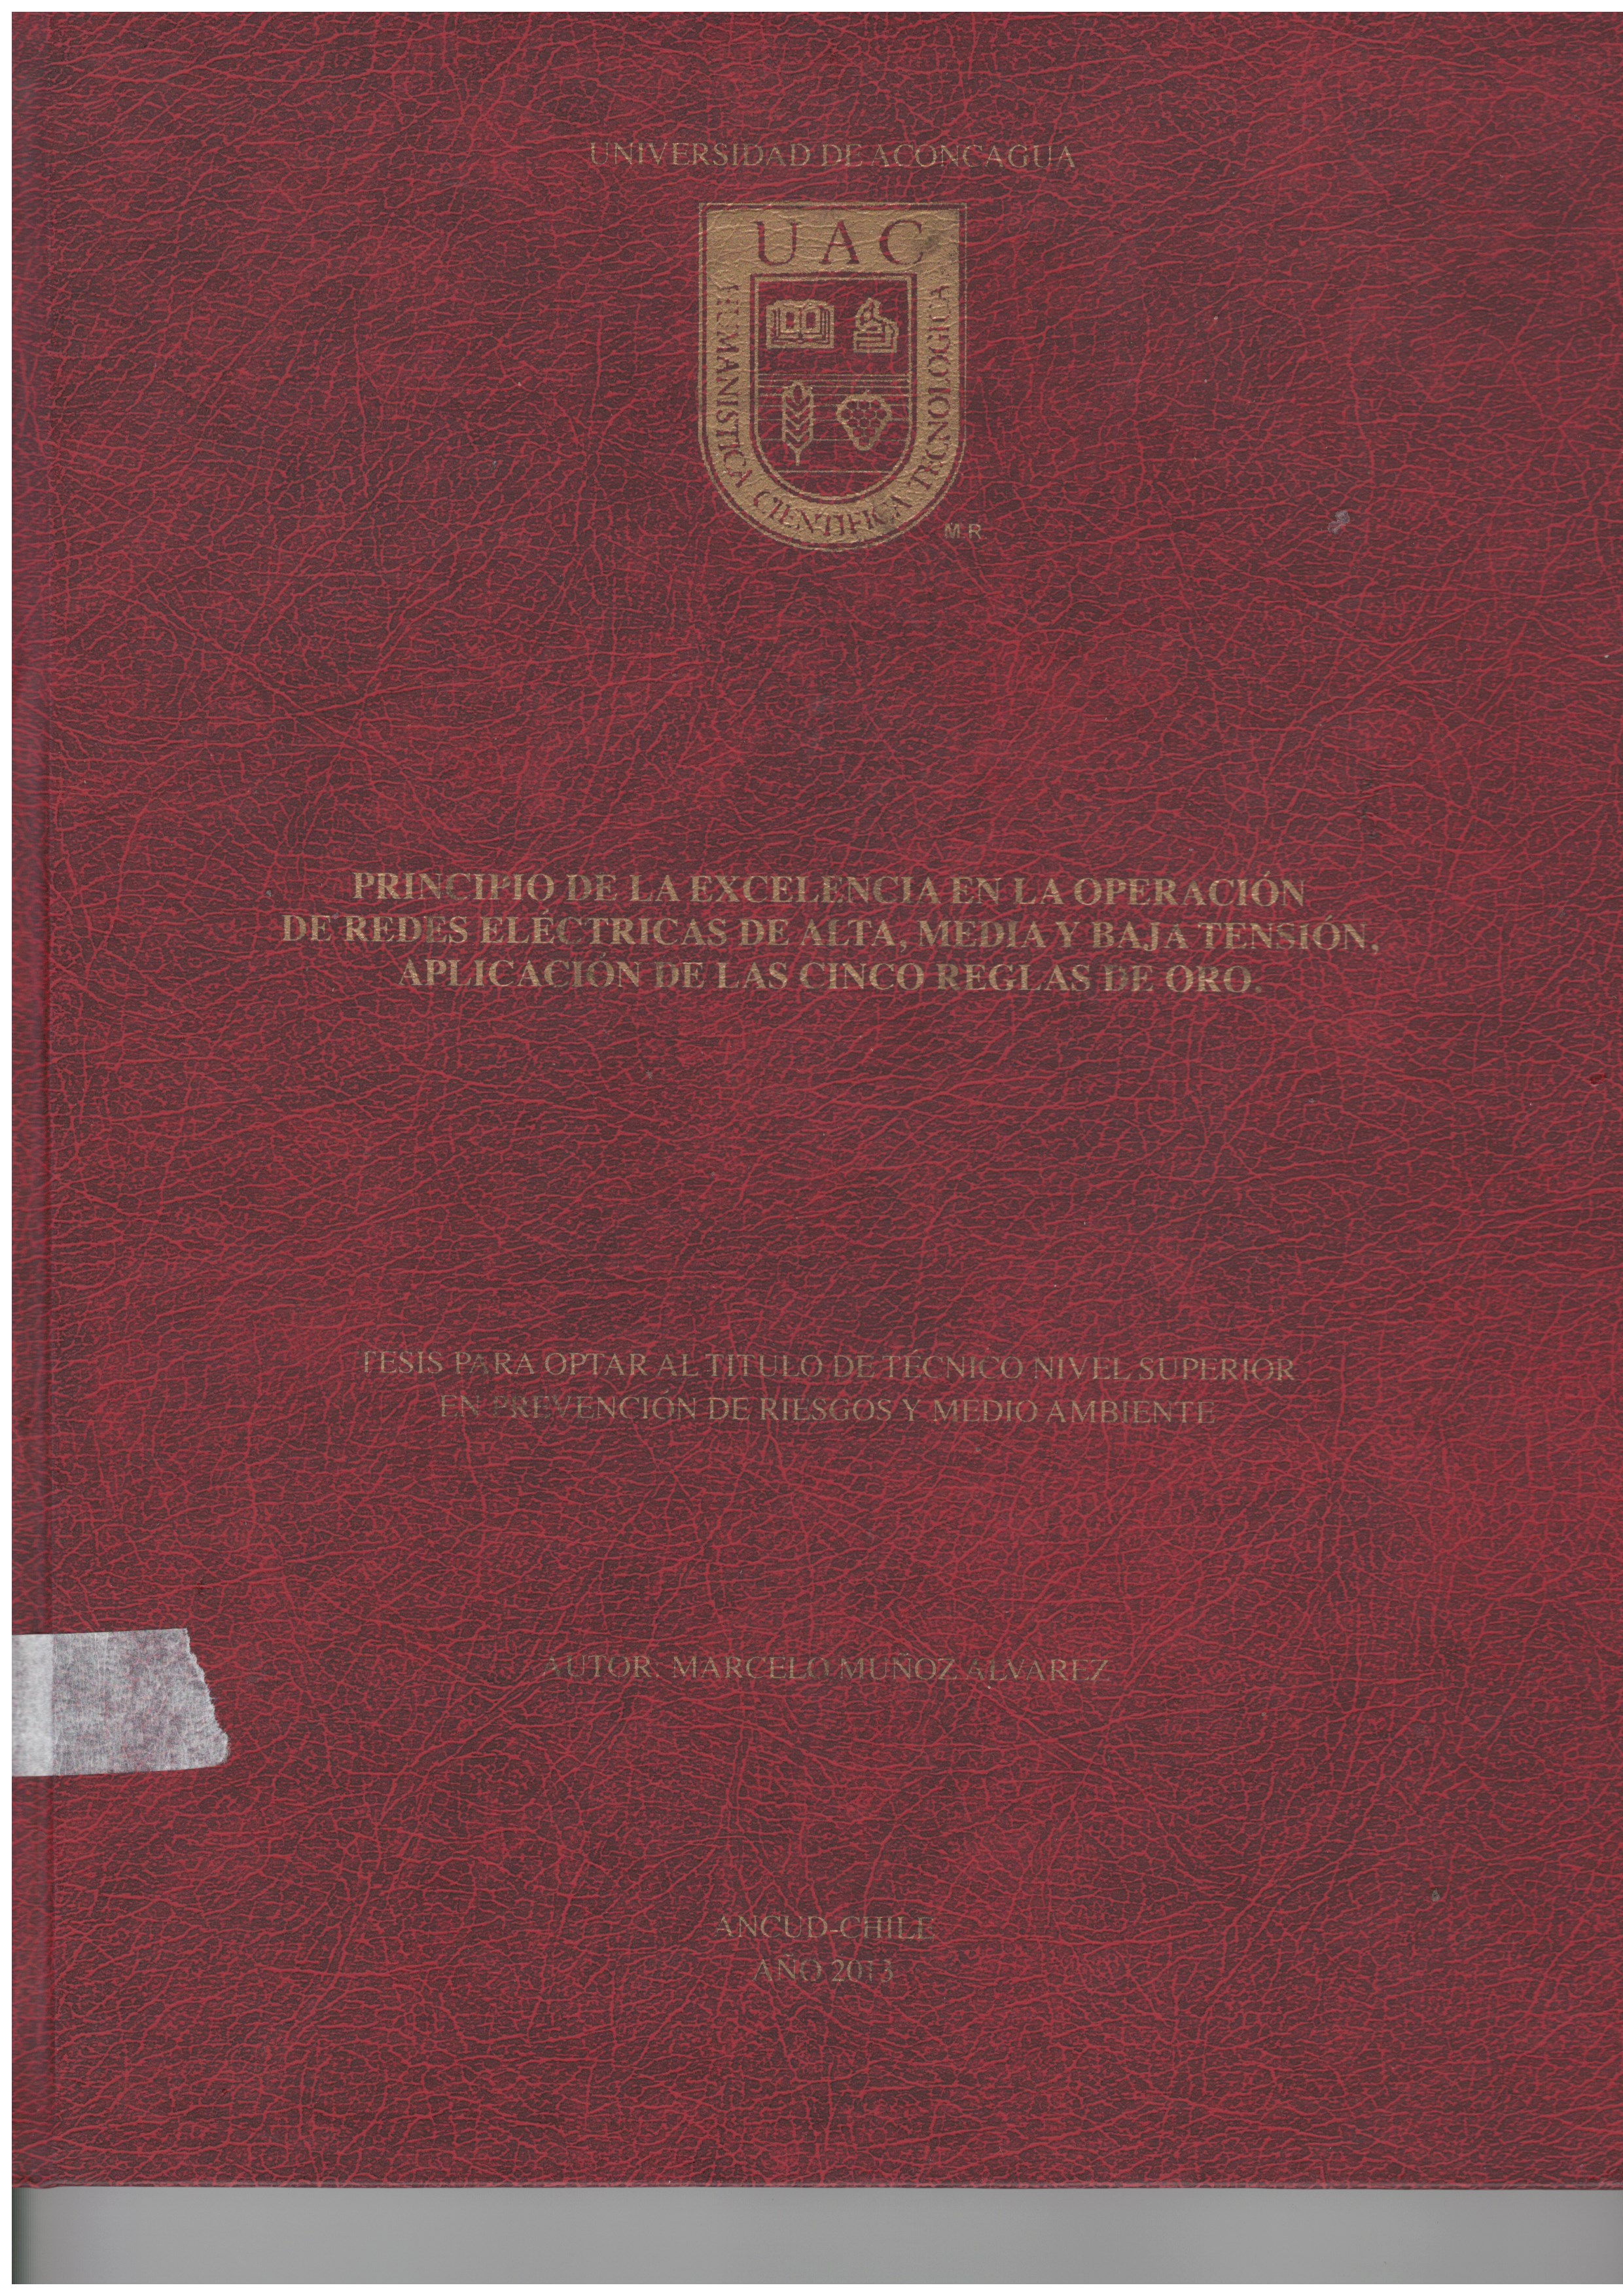 UNIVERSIDAD DE ACONCAGUA
UAC
HUMANISTICA CIENTIFICA TECNOLOGICA
M.R.
PRINCIPIO DE LA EXCELENCIA EN LA OPERACIÓN
DE REDES ELÉCTRICAS DE ALTA, MEDIA Y BAJA TENSIÓN,
APLICACIÓN DE LAS CINCO REGLAS DE ORO.
TESIS PARA OPTAR AL TITULO DE TÉCNICO NIVEL SUPERIOR
EN PREVENCIÓN DE RIESGOS Y MEDIO AMBIENTE
AUTOR: MARCELO MUÑOZ ALVAREZ
ANCUD-CHILE
AÑO 2013